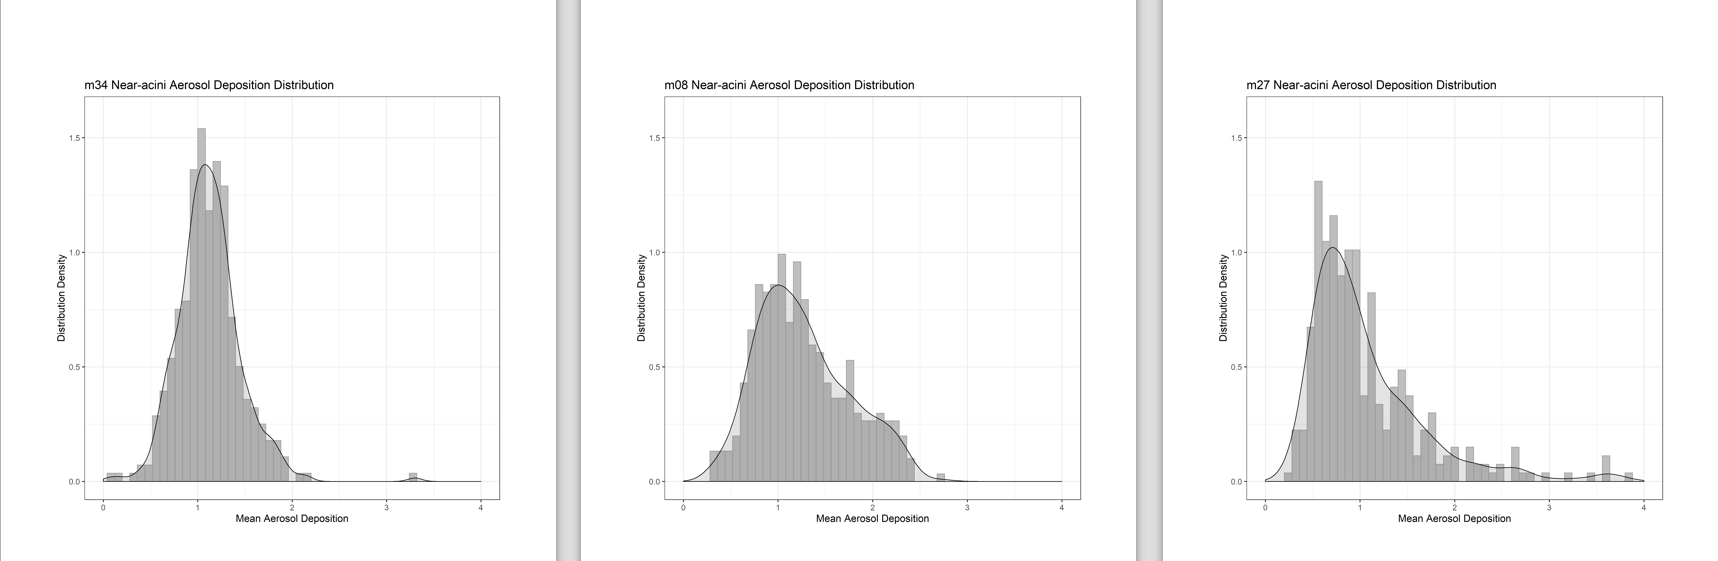 m34 Near-acini Aerosol Deposition Distribution
1.5
1.0
0.5
0.0
Distribution Density
0 1 2 3 4
Mean Aerosol Deposition
m08 Near-acini Aerosol Deposition Distribution
1.5
1.0
0.5
0.0
Distribution Density
0 1 2 3 4
Mean Aerosol Deposition
m27 Near-acini Aerosol Deposition Distribution
1.5
1.0
0.5
0.0
Distribution Density
0 1 2 3 4
Mean Aerosol Deposition